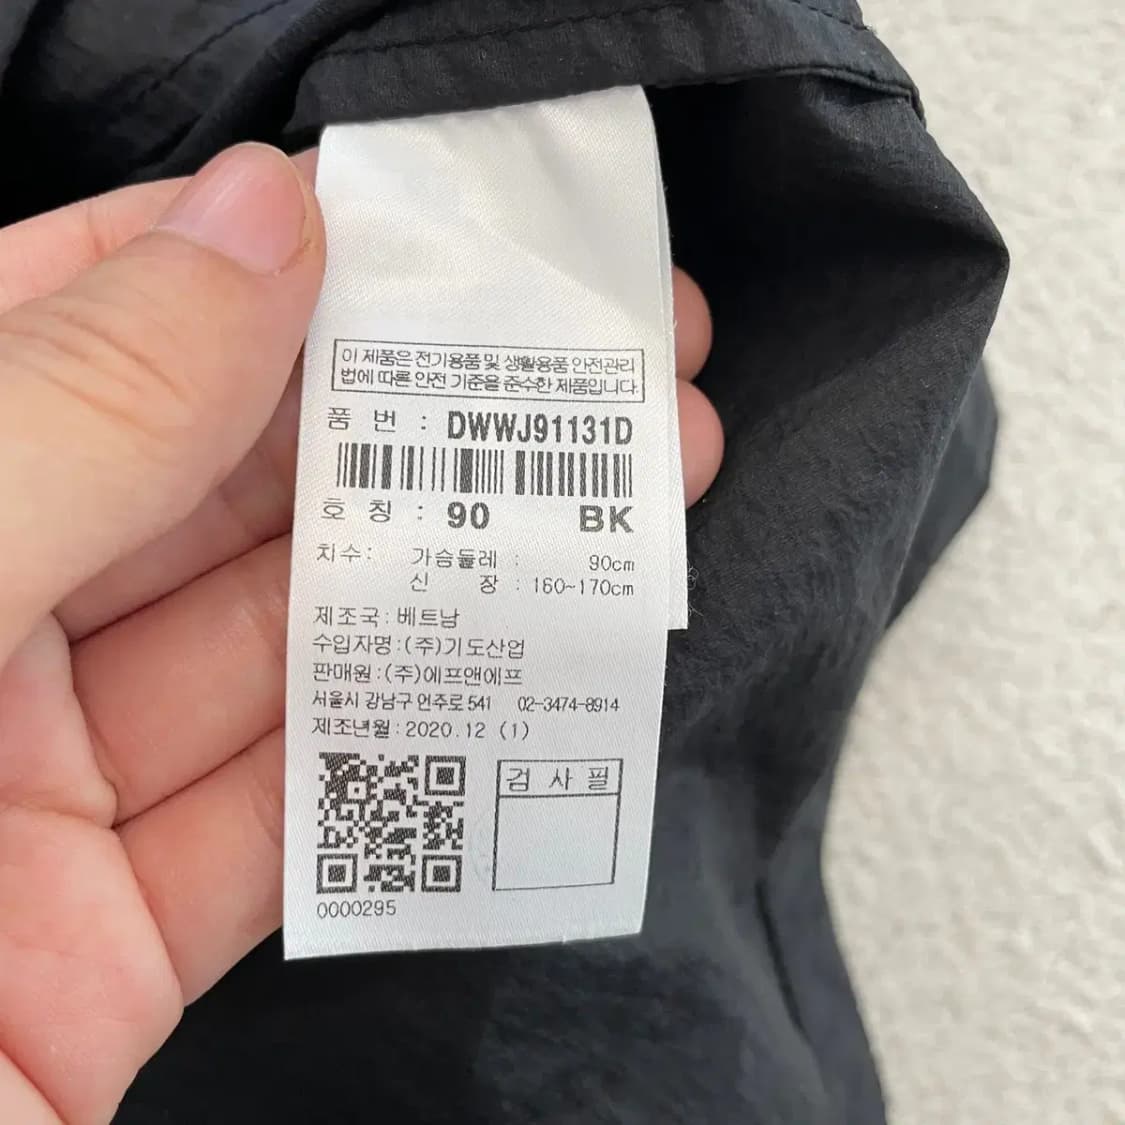 이 제품은 전기용품 및 생활용품 안전관리
법에 따른 안전 기준을 준수한 제품입니다.
품 번 : DWWJ91131D
호 칭 : 90 BK
치수: 가슴둘레 : 90cm
신 장 : 160~170cm
제조국: 베트남
수입자명:(주)기도산업
판매원:(주)에프앤에프
서울시 강남구 언주로 541 02-3474-8914
제조년월: 2020.12 (1)
검 사 필
0000295